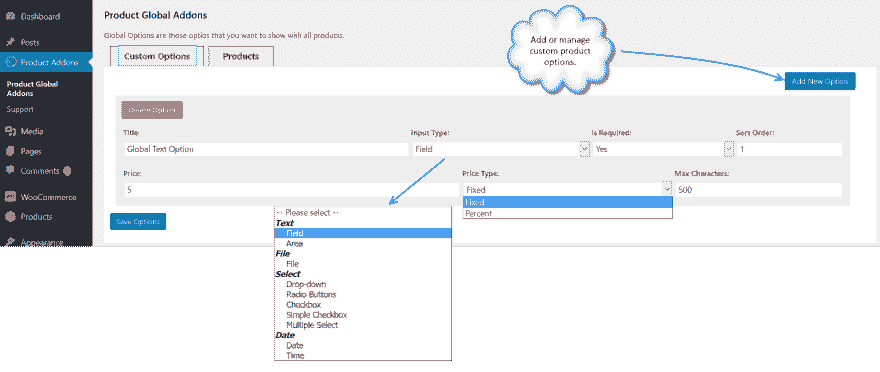 Dashboard
Posts
Product Addons
Product Global
Addons
Support
Media
Pages
Comments
WooCommerce
Products
Appearance
Product Global Addons
Global Options are those optios that you want to show with all products.
Custom Options
Products
Add or manage
custom product
options.
Add New Option
Delete Option
Title:
Input Type:
Is Required:
Sort Order:
Global Text Option
Field
Yes
1
Price:
Price Type:
Max Characters:
5
Fixed
500
Fixed
Percent
Save Options
-- Please select --
Text
Field
Area
File
File
Select
Drop-down
Radio Buttons
Checkbox
Simple Checkbox
Multiple Select
Date
Date
Time